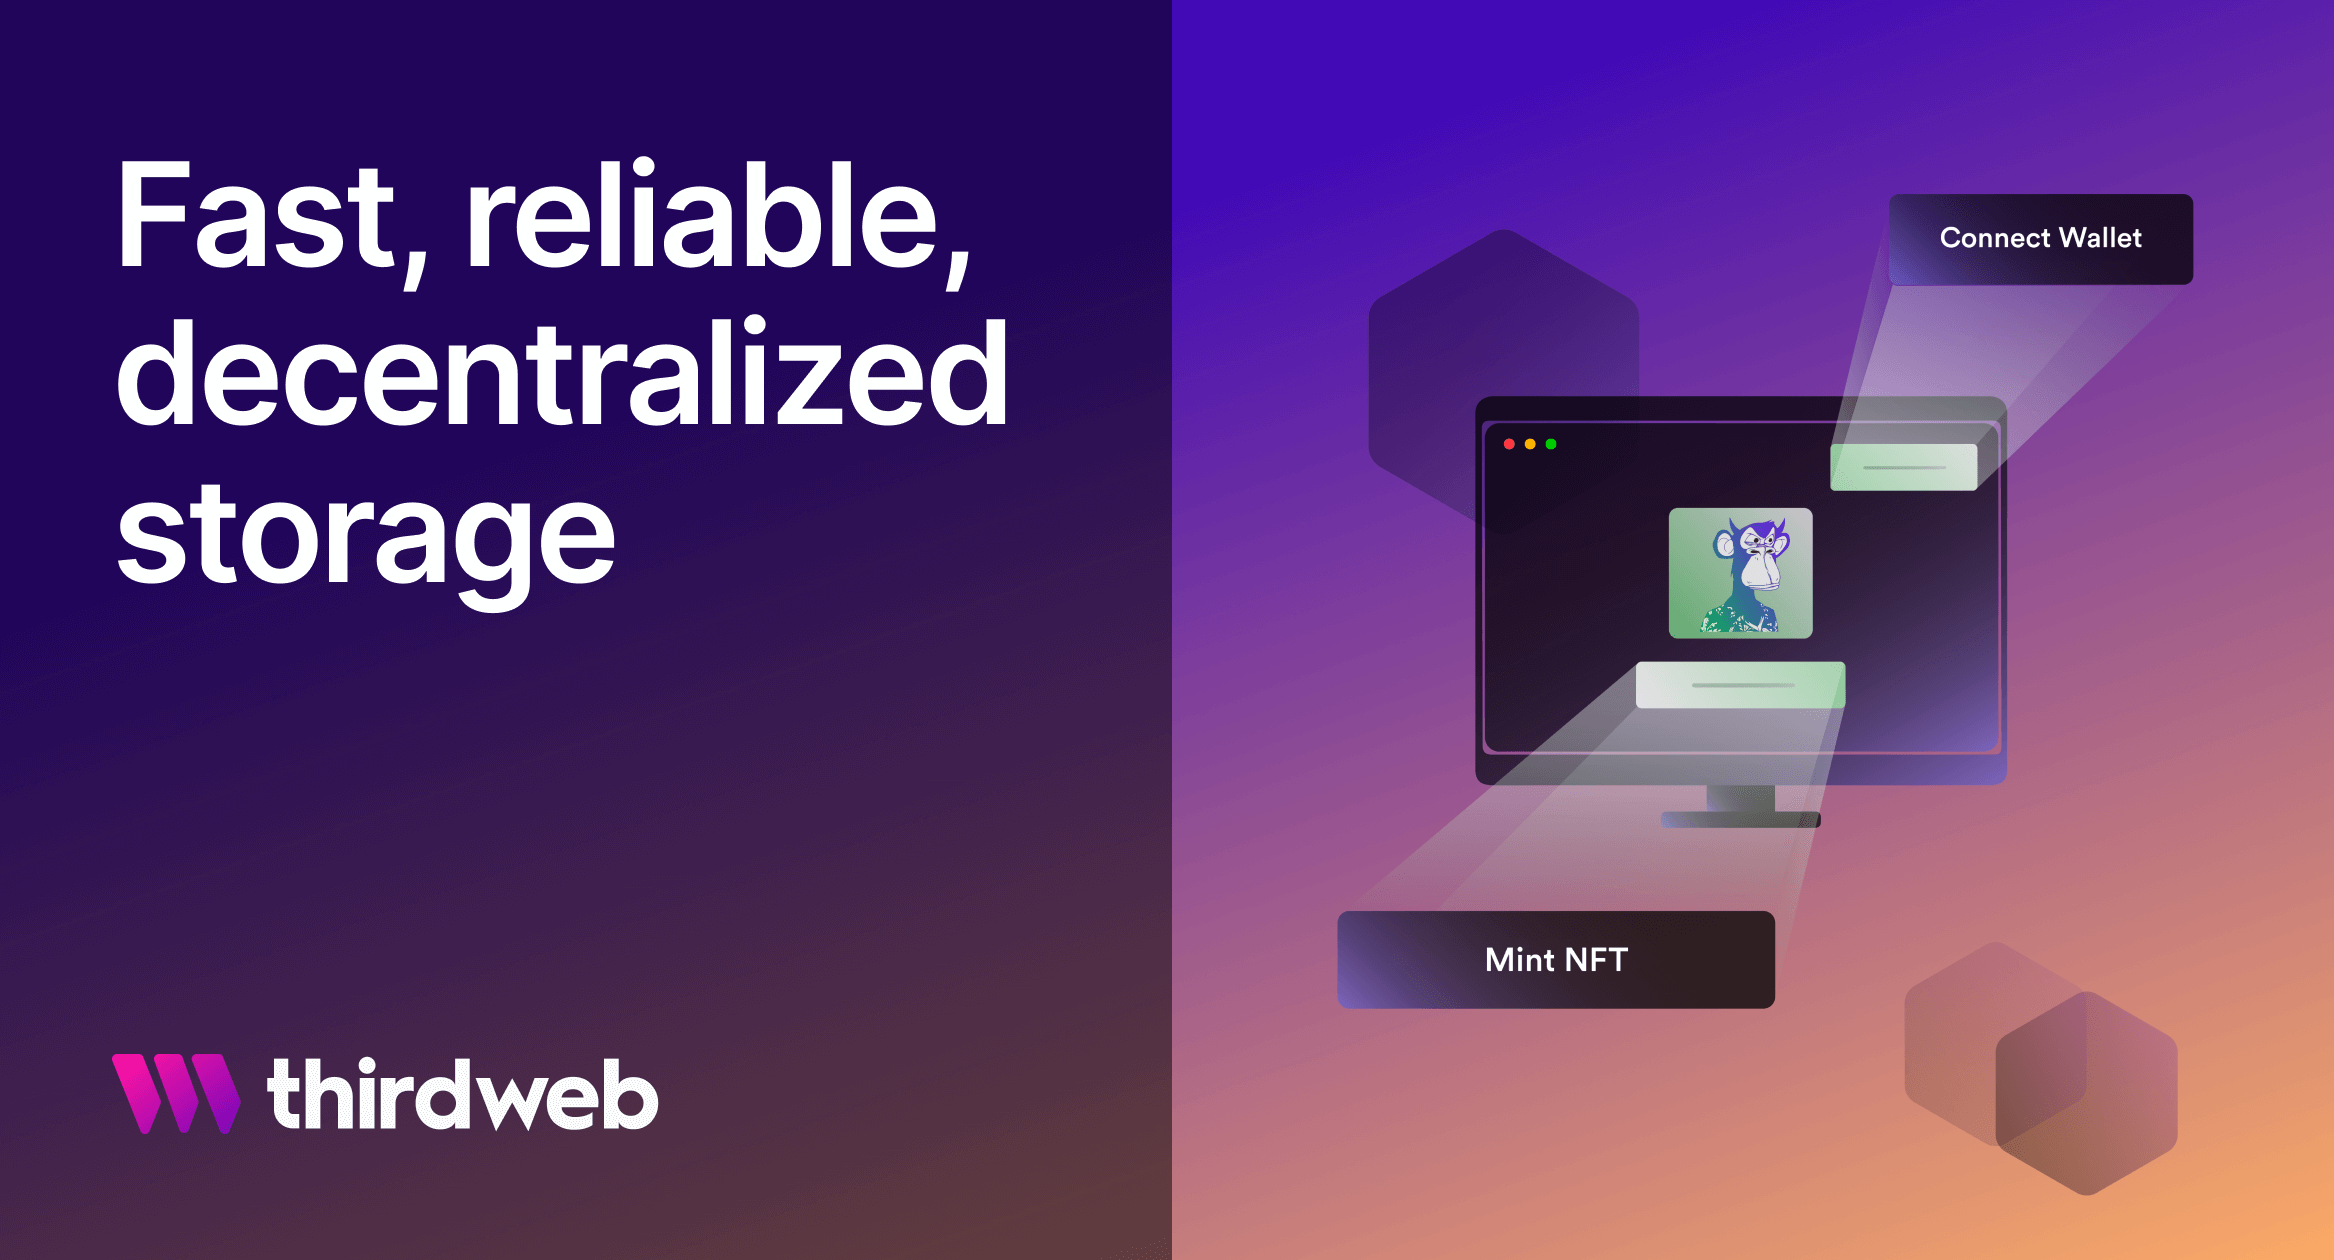 Fast, reliable,
decentralized
storage
thirdweb
Connect Wallet
Mint NFT